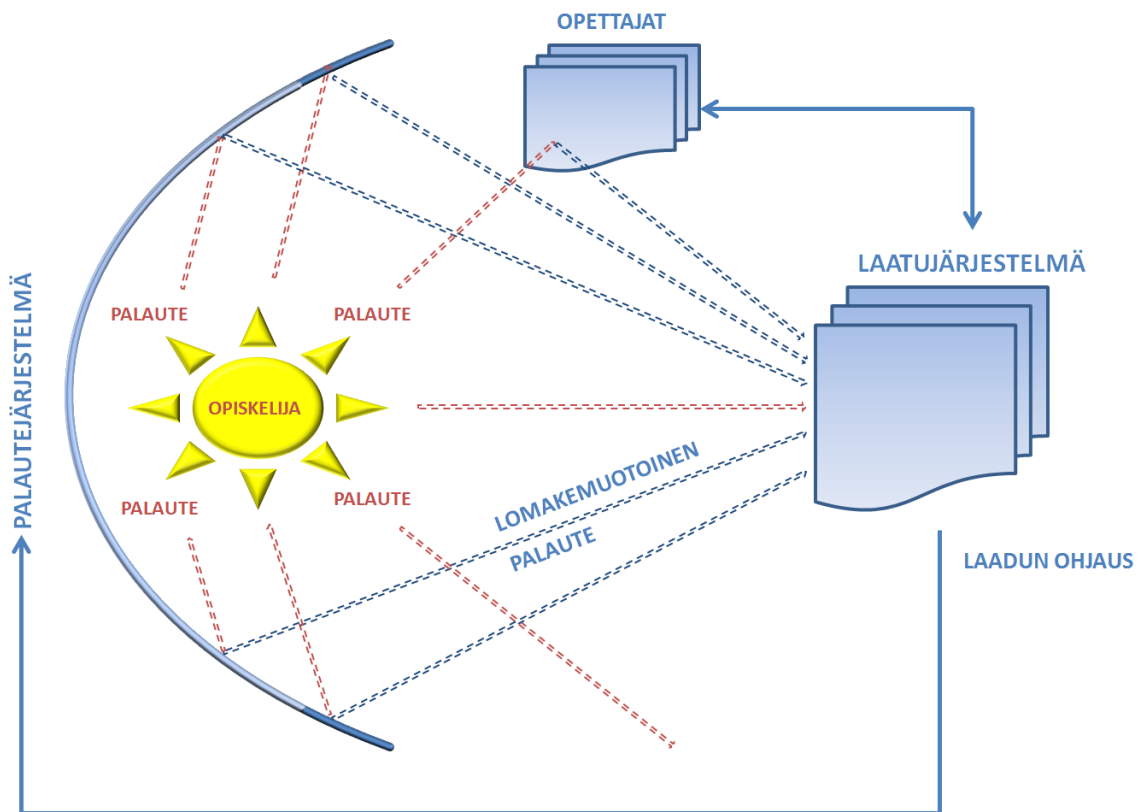 OPETTAJAT
LAATUJÄRJESTELMÄ
PALAUTEJÄRJESTELMÄ
PALAUTE
PALAUTE
OPISKELIJA
PALAUTE
PALAUTE
LOMAKEMUOTOINEN
PALAUTE
LAADUN OHJAUS